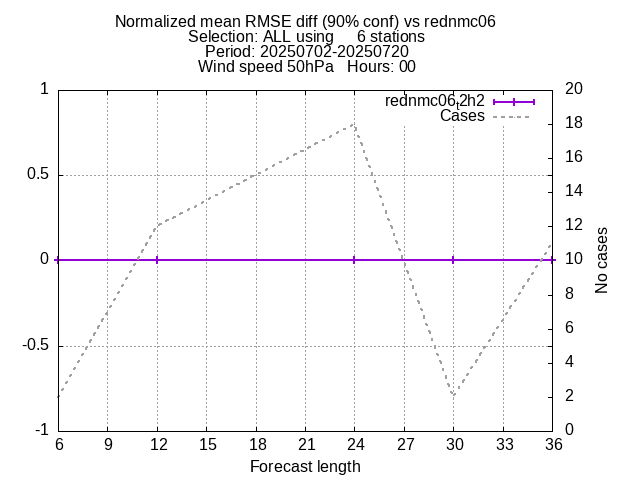 Normalized mean RMSE diff (90% conf) vs rednmc06
Selection: ALL using 6 stations
Period: 20250702-20250720
Wind speed 50hPa Hours: 00
rednmc06,2h2
Cases
1
0.5
0
-0.5
-1
20
18
16
14
12
10
8
6
4
2
0
No cases
6 9 12 15 18 21 24 27 30 33 36
Forecast length